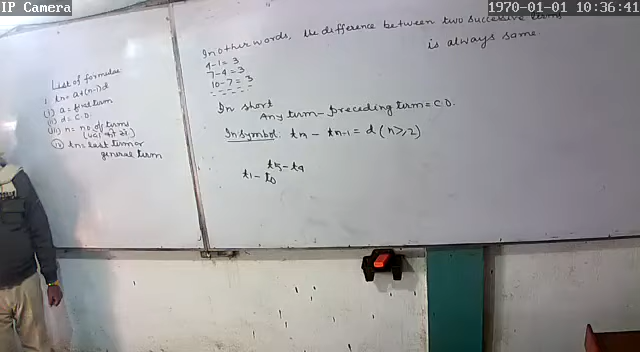 IP Camera
1970-01-01 10:36:41
List of formulae
1. tn = a+(n-1)d
(i) a = first term
(ii) d = C.D.
(iii) n = no. of terms
(iv) tn = last term or
general term
In other words, the difference between two successive terms
is always same.
4-1 = 3
7-4 = 3
10-7 = 3
In short
Any term - preceding term = C.D.
In symbol tn - tn-1 = d (n≥2)
t5 - t4
t1 - t0